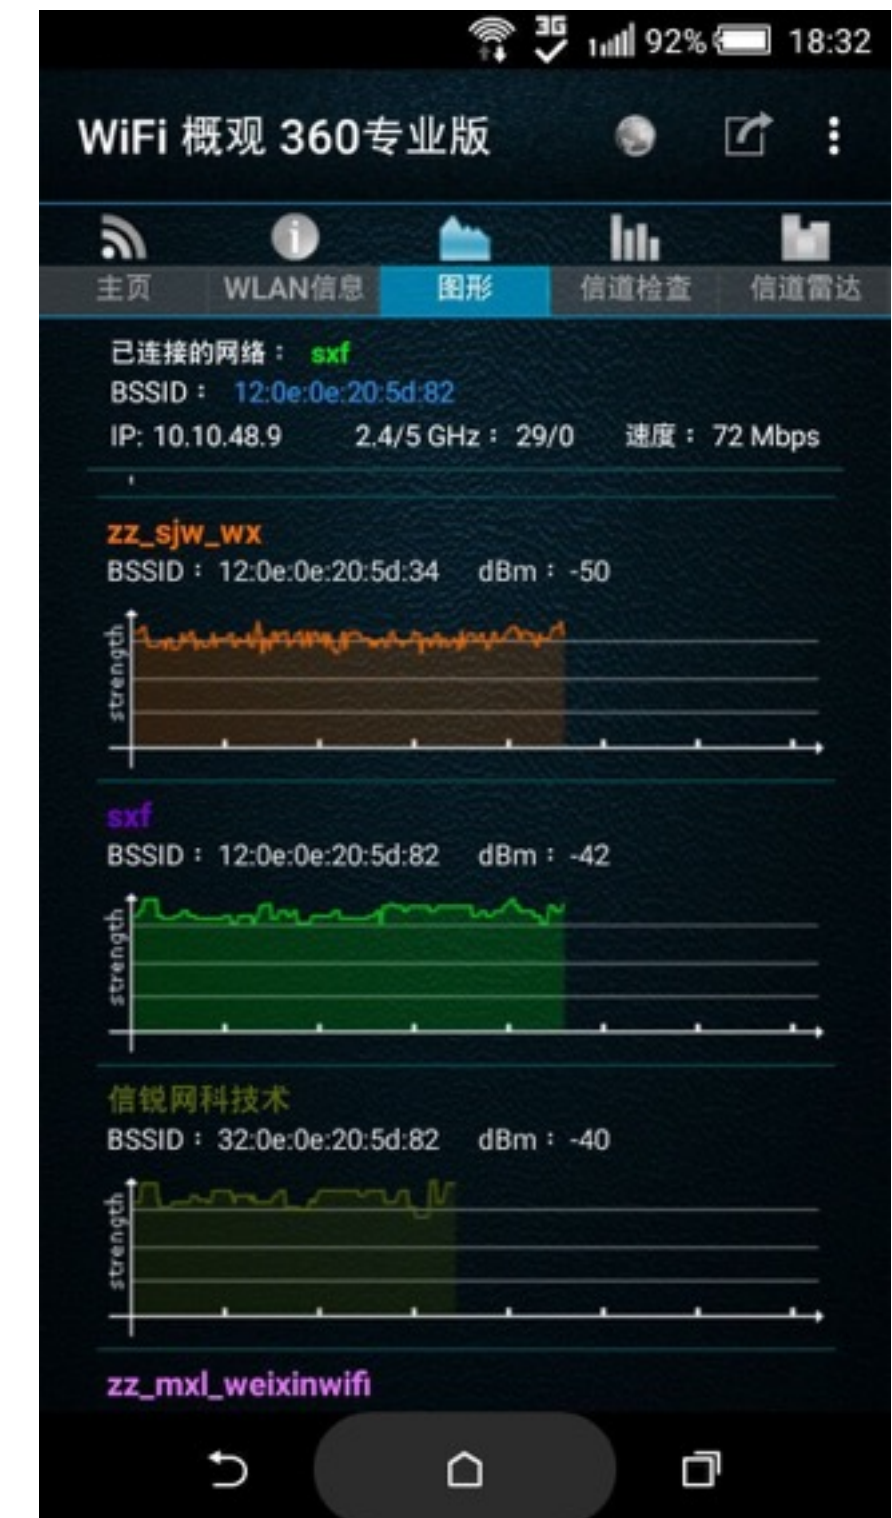 3G 92% 18:32
WiFi 概观 360专业版
主页 WLAN信息 图形 信道检查 信道雷达
已连接的网络： sxf
BSSID： 12:0e:0e:20:5d:82
IP: 10.10.48.9 2.4/5 GHz： 29/0 速度： 72 Mbps
zz_sjw_wx
BSSID： 12:0e:0e:20:5d:34 dBm：-50
strength
sxf
BSSID： 12:0e:0e:20:5d:82 dBm：-42
strength
信锐网科技术
BSSID： 32:0e:0e:20:5d:82 dBm：-40
strength
zz_mxl_weixinwifi